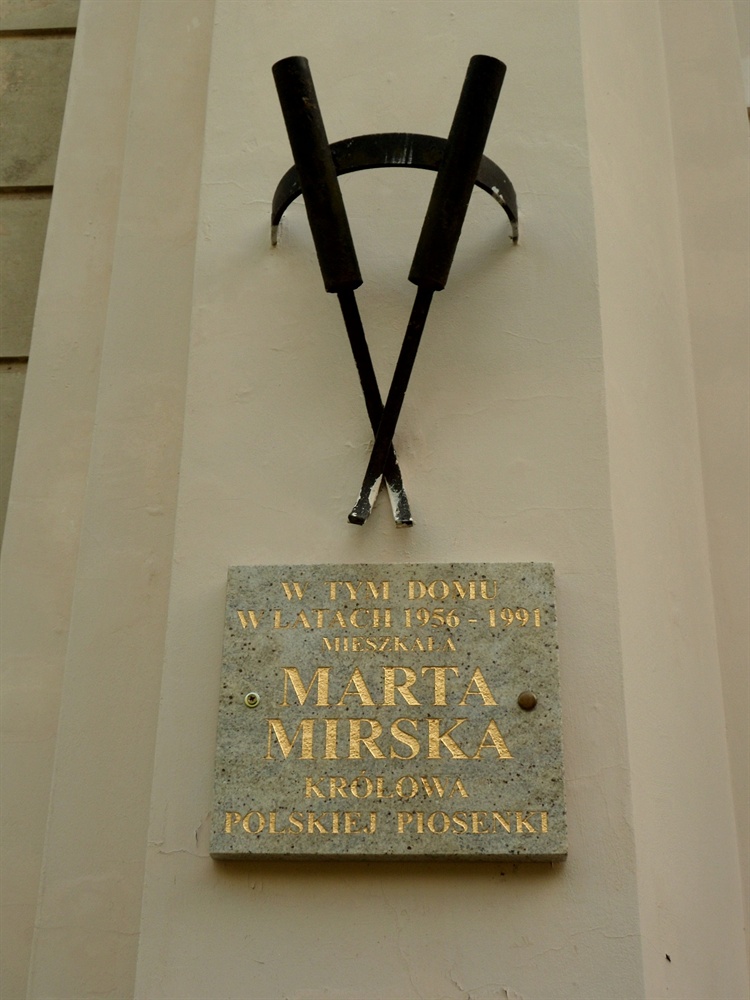 W TYM DOMU
W LATACH 1956 - 1991
MIESZKAŁA
MARTA
MIRSKA
KRÓLOWA
POLSKIEJ PIOSENKI